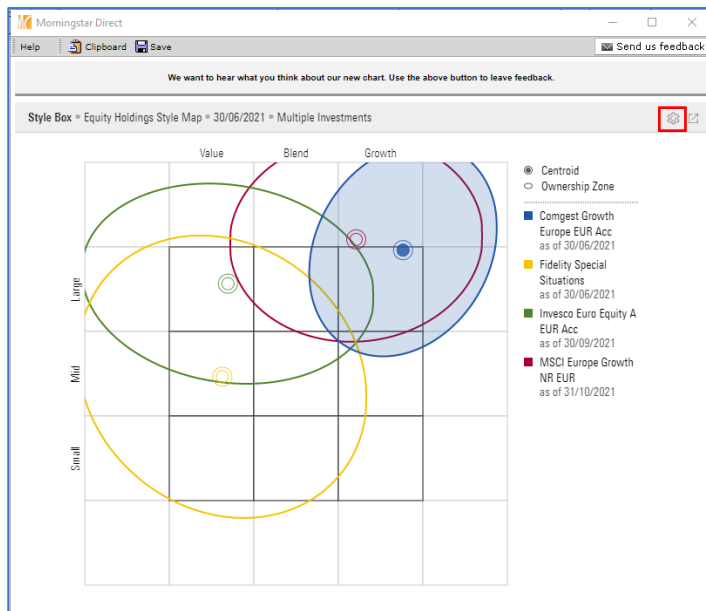 Morningstar Direct
Help Clipboard Save Send us feedback
We want to hear what you think about our new chart. Use the above button to leave feedback.
Style Box • Equity Holdings Style Map • 30/06/2021 • Multiple Investments
Value Blend Growth
Large
Mid
Small
Centroid
Ownership Zone
Comgest Growth
Europe EUR Acc
as of 30/06/2021
Fidelity Special
Situations
as of 30/06/2021
Invesco Euro Equity A
EUR Acc
as of 30/09/2021
MSCI Europe Growth
NR EUR
as of 31/10/2021